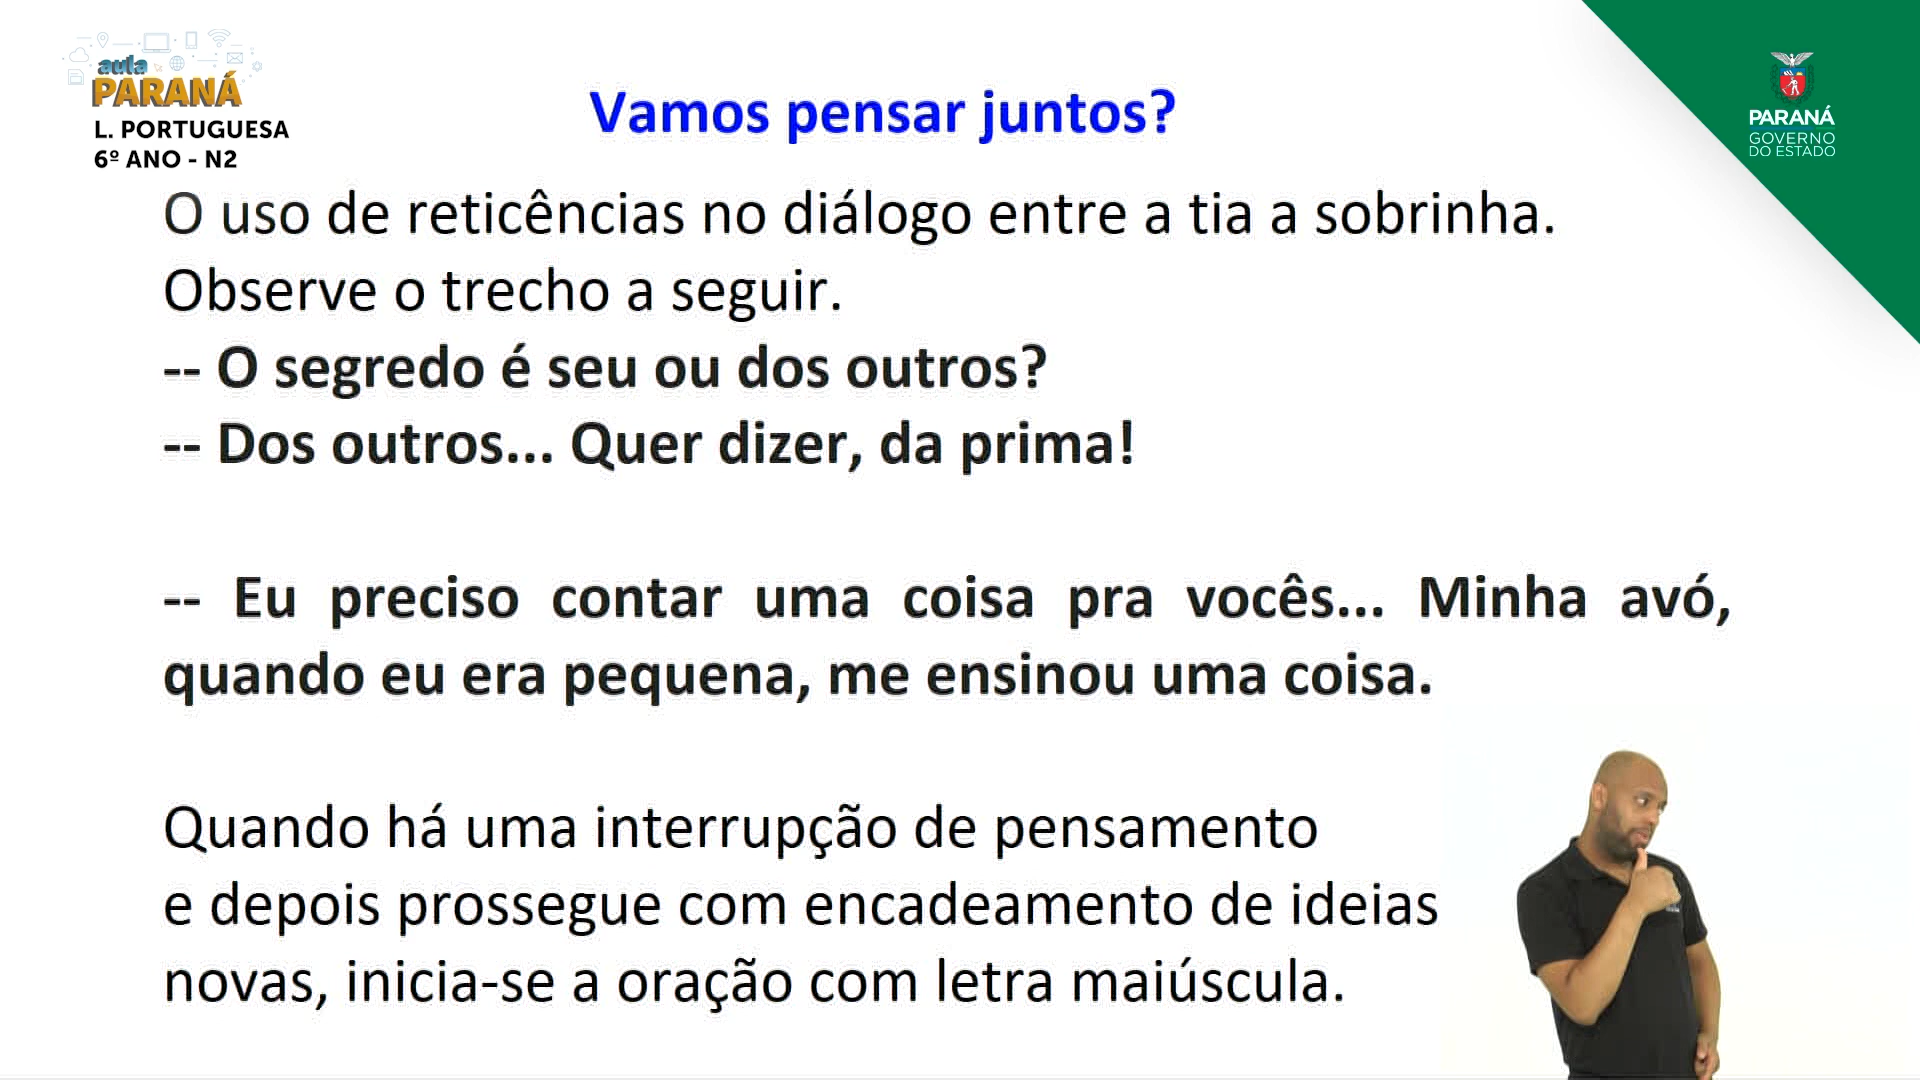 aula
PARANÁ
L. PORTUGUESA
6º ANO - N2
Vamos pensar juntos?
PARANÁ
GOVERNO
DO ESTADO
O uso de reticências no diálogo entre a tia a sobrinha.
Observe o trecho a seguir.
-- O segredo é seu ou dos outros?
-- Dos outros... Quer dizer, da prima!
-- Eu preciso contar uma coisa pra vocês... Minha avó,
quando eu era pequena, me ensinou uma coisa.
Quando há uma interrupção de pensamento
e depois prossegue com encadeamento de ideias
novas, inicia-se a oração com letra maiúscula.